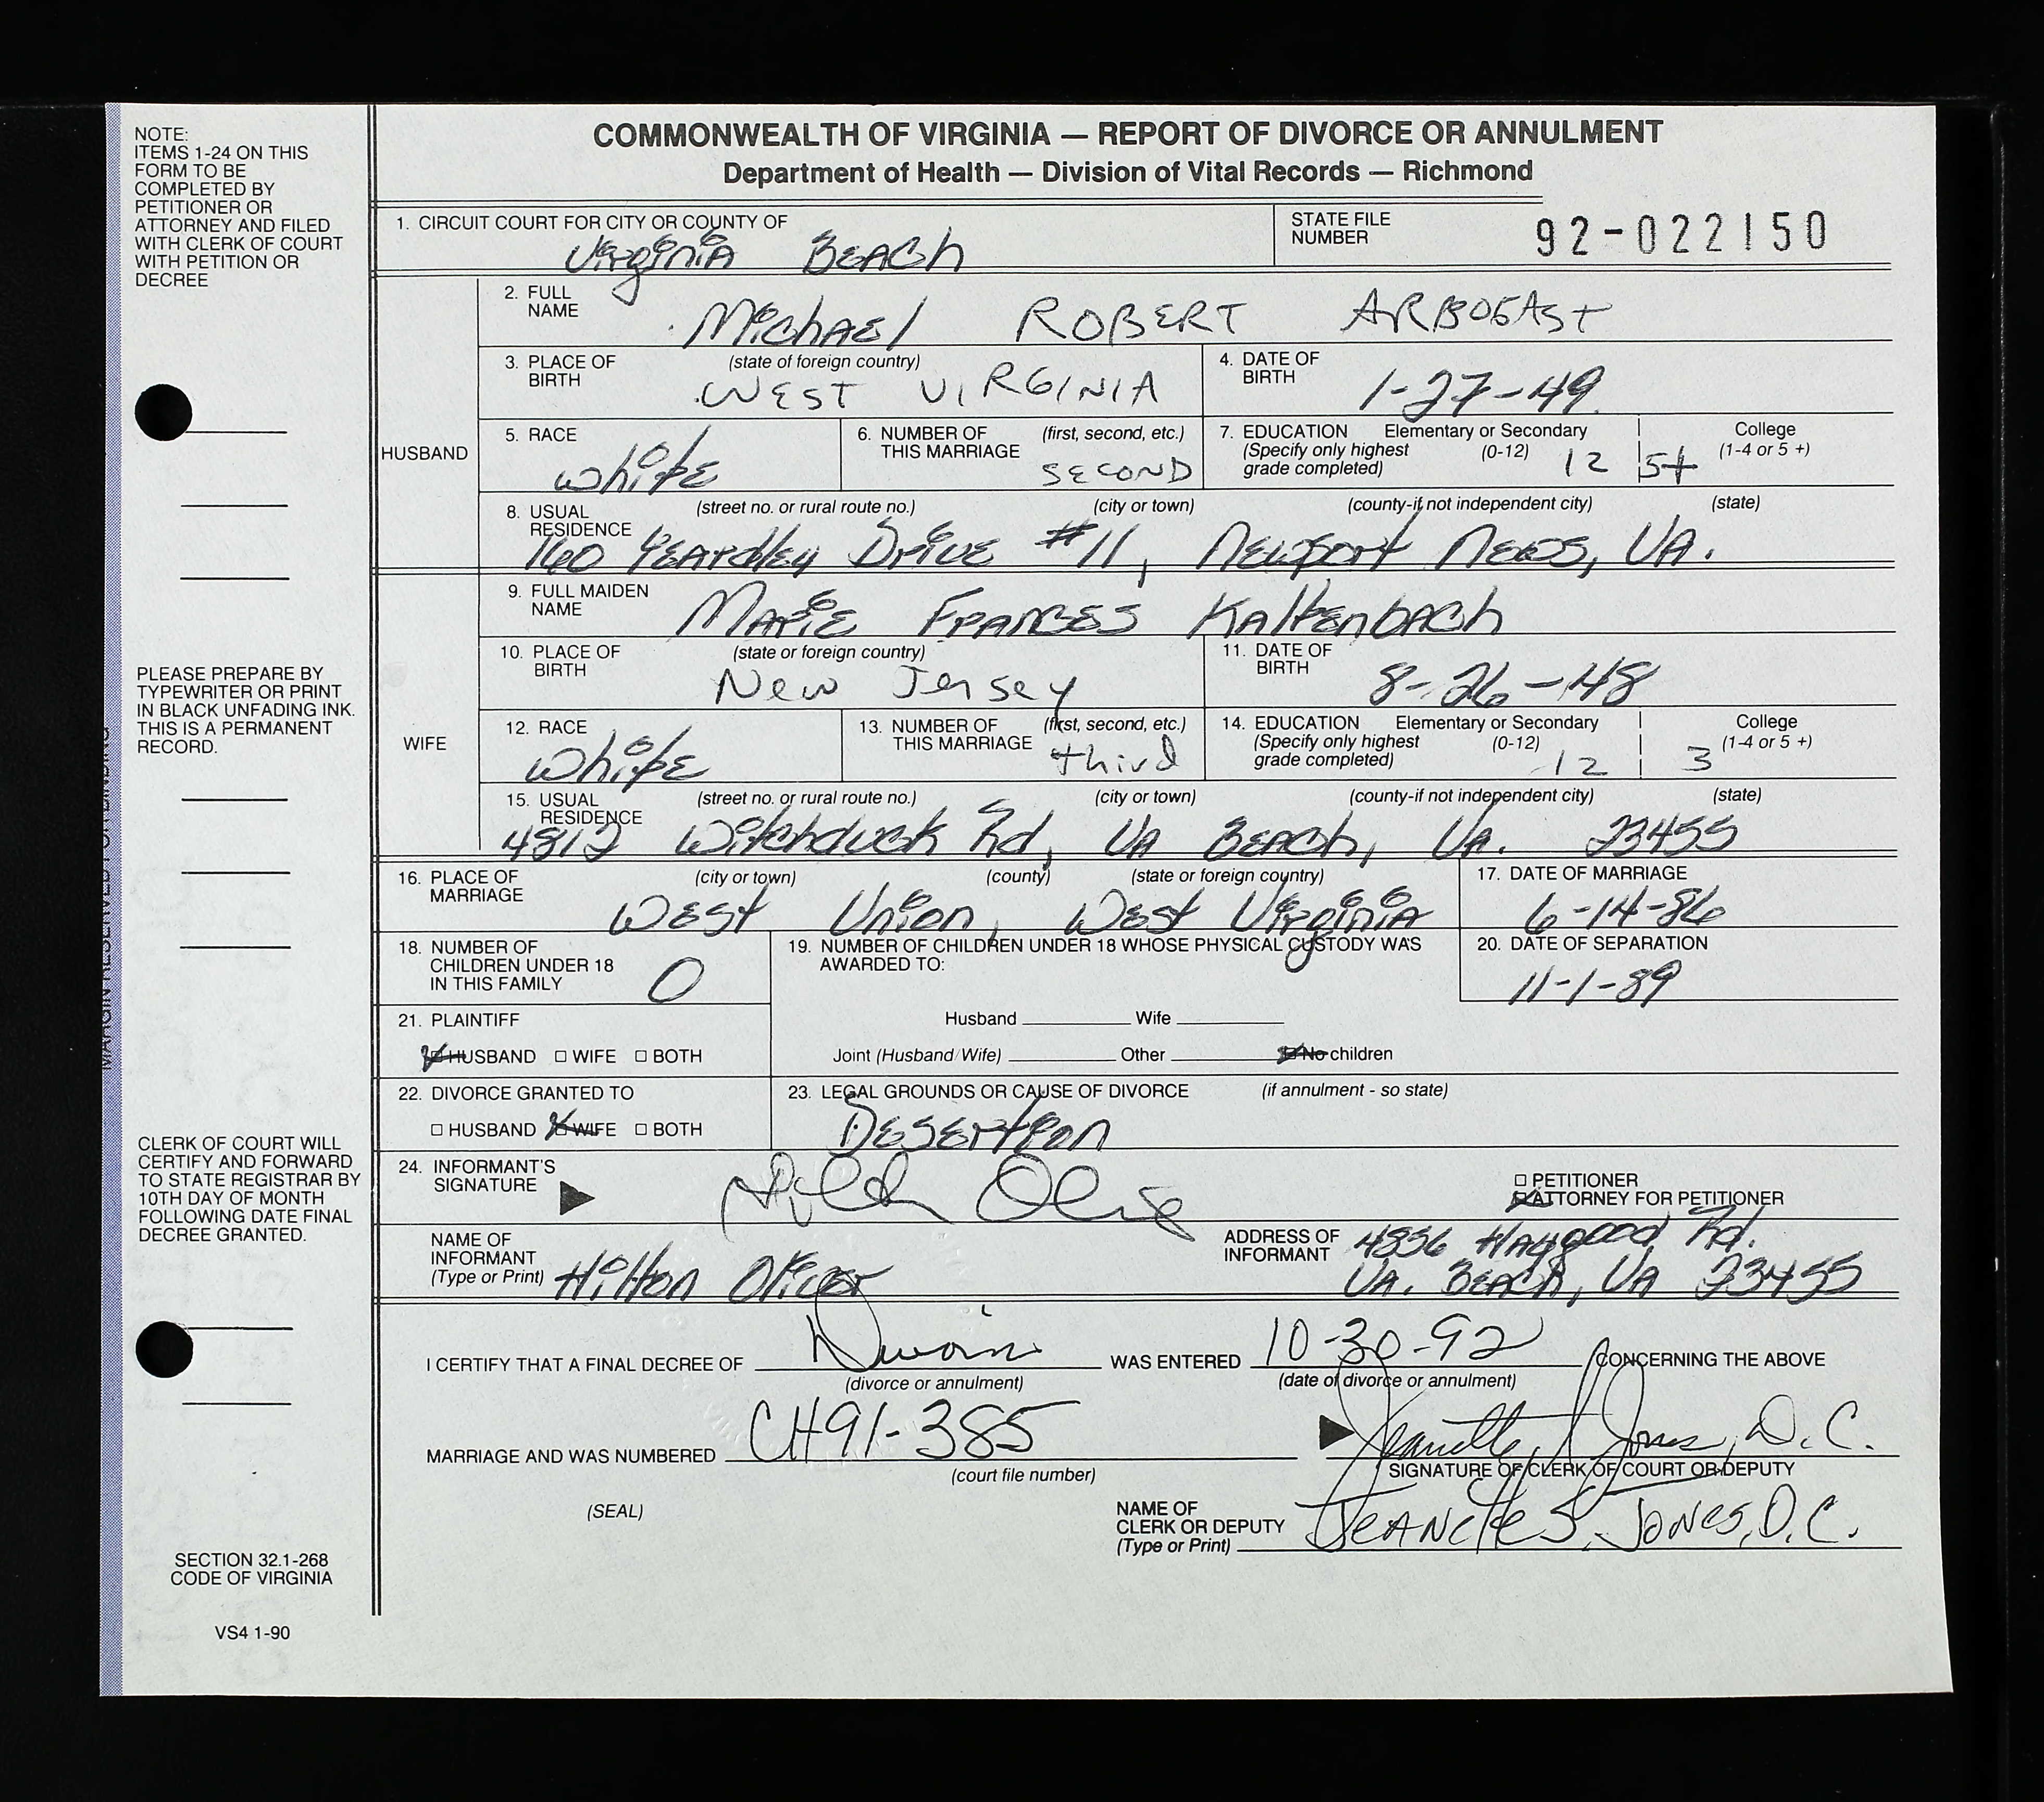 NOTE:
ITEMS 1-24 ON THIS
FORM TO BE
COMPLETED BY
PETITIONER OR
ATTORNEY AND FILED
WITH CLERK OF COURT
WITH PETITION OR
DECREE
PLEASE PREPARE BY
TYPEWRITER OR PRINT
IN BLACK UNFADING INK.
THIS IS A PERMANENT
RECORD.
CLERK OF COURT WILL
CERTIFY AND FORWARD
TO STATE REGISTRAR BY
10TH DAY OF MONTH
FOLLOWING DATE FINAL
DECREE GRANTED.
SECTION 32.1-268
CODE OF VIRGINIA
VS4 1-90
COMMONWEALTH OF VIRGINIA — REPORT OF DIVORCE OR ANNULMENT
Department of Health — Division of Vital Records — Richmond
1. CIRCUIT COURT FOR CITY OR COUNTY OF
Virginia Beach
STATE FILE
NUMBER 92-022150
HUSBAND
2. FULL
NAME Michael ROBERT ARBOGAST
3. PLACE OF BIRTH (state of foreign country)
WEST VIRGINIA
4. DATE OF BIRTH
1-27-49
5. RACE
white
6. NUMBER OF THIS MARRIAGE (first, second, etc.)
SECOND
7. EDUCATION Elementary or Secondary College
(Specify only highest grade completed) (0-12) 12 5+ (1-4 or 5 +)
8. USUAL RESIDENCE (street no. or rural route no.) (city or town) (county-if not independent city) (state)
160 Yeardley Drive #11, Newport News, VA.
WIFE
9. FULL MAIDEN
NAME Marie Frances Kaltenbach
10. PLACE OF BIRTH (state or foreign country)
New Jersey
11. DATE OF BIRTH
8-26-48
12. RACE
white
13. NUMBER OF THIS MARRIAGE (first, second, etc.)
third
14. EDUCATION Elementary or Secondary College
(Specify only highest grade completed) (0-12) 12 3 (1-4 or 5 +)
15. USUAL RESIDENCE (street no. or rural route no.) (city or town) (county-if not independent city) (state)
4812 Witchduck Rd, VA Beach, Va. 23455
16. PLACE OF MARRIAGE (city or town) (county) (state or foreign country)
West Union, West Virginia
17. DATE OF MARRIAGE
6-14-86
18. NUMBER OF
CHILDREN UNDER 18
IN THIS FAMILY 0
19. NUMBER OF CHILDREN UNDER 18 WHOSE PHYSICAL CUSTODY WAS
AWARDED TO:
Husband Wife
Joint (Husband/Wife) Other No children
20. DATE OF SEPARATION
11-1-89
21. PLAINTIFF
HUSBAND WIFE BOTH
22. DIVORCE GRANTED TO
HUSBAND WIFE BOTH
23. LEGAL GROUNDS OR CAUSE OF DIVORCE (if annulment - so state)
Desertion
24. INFORMANT'S
SIGNATURE
PETITIONER
ATTORNEY FOR PETITIONER
NAME OF
INFORMANT
(Type or Print) Hilton Oliver
ADDRESS OF
INFORMANT
4856 Haygood Rd.
VA. Beach, VA 23455
I CERTIFY THAT A FINAL DECREE OF Divorce WAS ENTERED 10-30-92 CONCERNING THE ABOVE
(divorce or annulment) (date of divorce or annulment)
MARRIAGE AND WAS NUMBERED CH91-385 Jeanette S Jones, D.C.
(court file number) SIGNATURE OF CLERK OF COURT OR DEPUTY
(SEAL)
NAME OF
CLERK OR DEPUTY
(Type or Print) JEANETTE S. JONES, D.C.